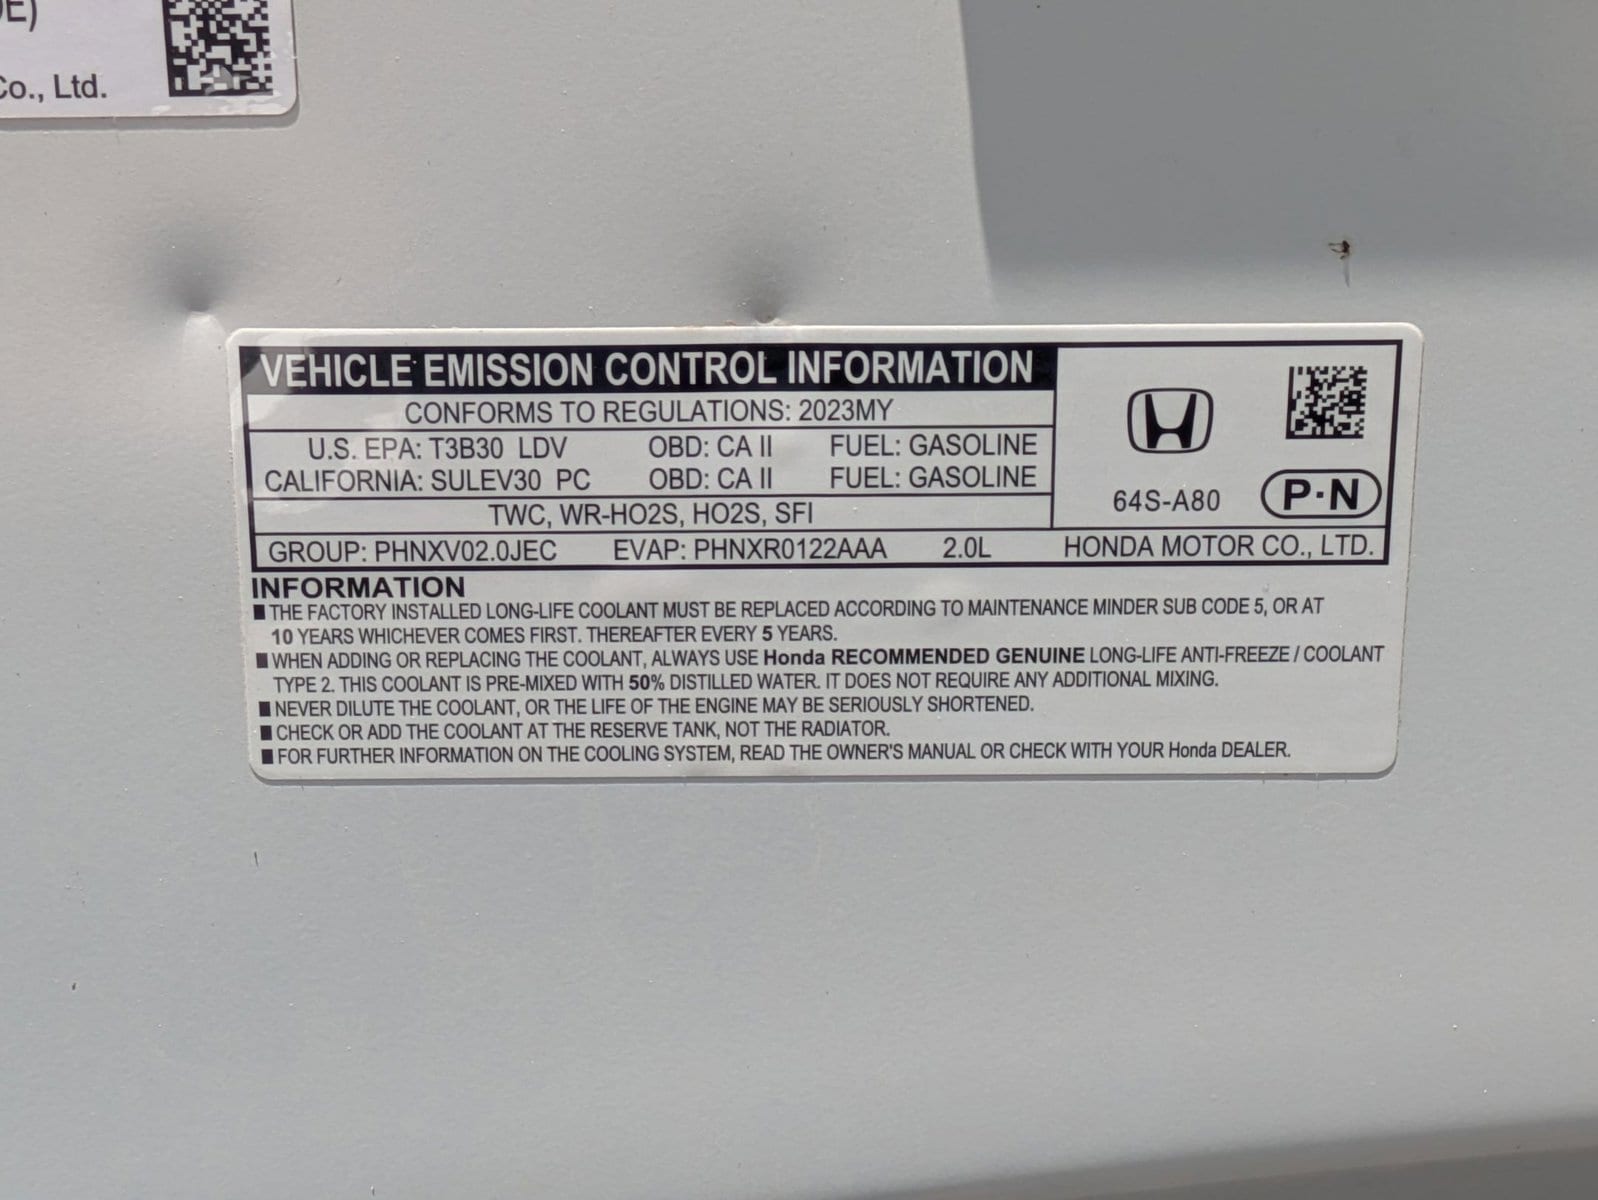 Co., Ltd.
VEHICLE EMISSION CONTROL INFORMATION
CONFORMS TO REGULATIONS: 2023MY
U.S. EPA: T3B30 LDV OBD: CA II FUEL: GASOLINE
CALIFORNIA: SULEV30 PC OBD: CA II FUEL: GASOLINE
64S-A80 P·N
TWC, WR-HO2S, HO2S, SFI
GROUP: PHNXV02.0JEC EVAP: PHNXR0122AAA 2.0L HONDA MOTOR CO., LTD.
INFORMATION
■ THE FACTORY INSTALLED LONG-LIFE COOLANT MUST BE REPLACED ACCORDING TO MAINTENANCE MINDER SUB CODE 5, OR AT
10 YEARS WHICHEVER COMES FIRST. THEREAFTER EVERY 5 YEARS.
■ WHEN ADDING OR REPLACING THE COOLANT, ALWAYS USE Honda RECOMMENDED GENUINE LONG-LIFE ANTI-FREEZE / COOLANT
TYPE 2. THIS COOLANT IS PRE-MIXED WITH 50% DISTILLED WATER. IT DOES NOT REQUIRE ANY ADDITIONAL MIXING.
■ NEVER DILUTE THE COOLANT, OR THE LIFE OF THE ENGINE MAY BE SERIOUSLY SHORTENED.
■ CHECK OR ADD THE COOLANT AT THE RESERVE TANK, NOT THE RADIATOR.
■ FOR FURTHER INFORMATION ON THE COOLING SYSTEM, READ THE OWNER'S MANUAL OR CHECK WITH YOUR Honda DEALER.